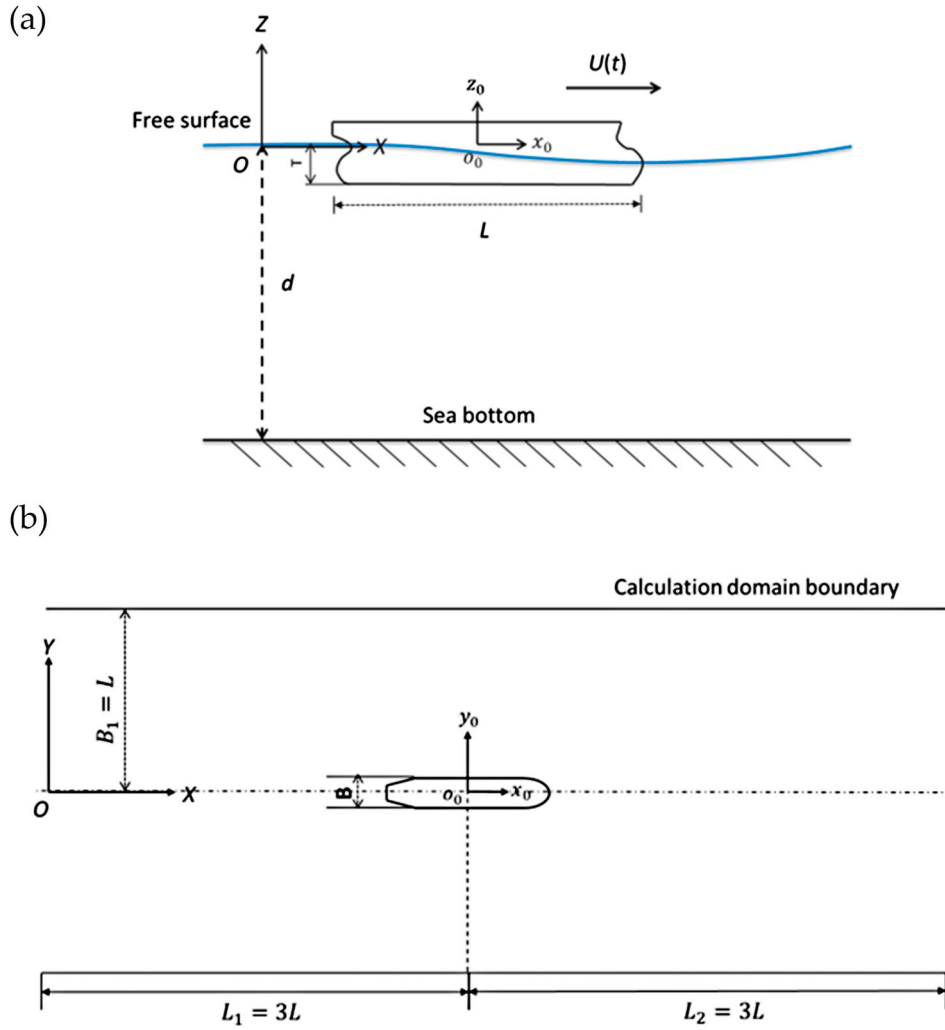 (a)
Z
U(t)
z₀
Free surface
X
x₀
O
T
o₀
L
d
Sea bottom
(b)
Calculation domain boundary
Y
B₁ = L
y₀
B
o₀
x₀
X
O
L₁ = 3L
L₂ = 3L